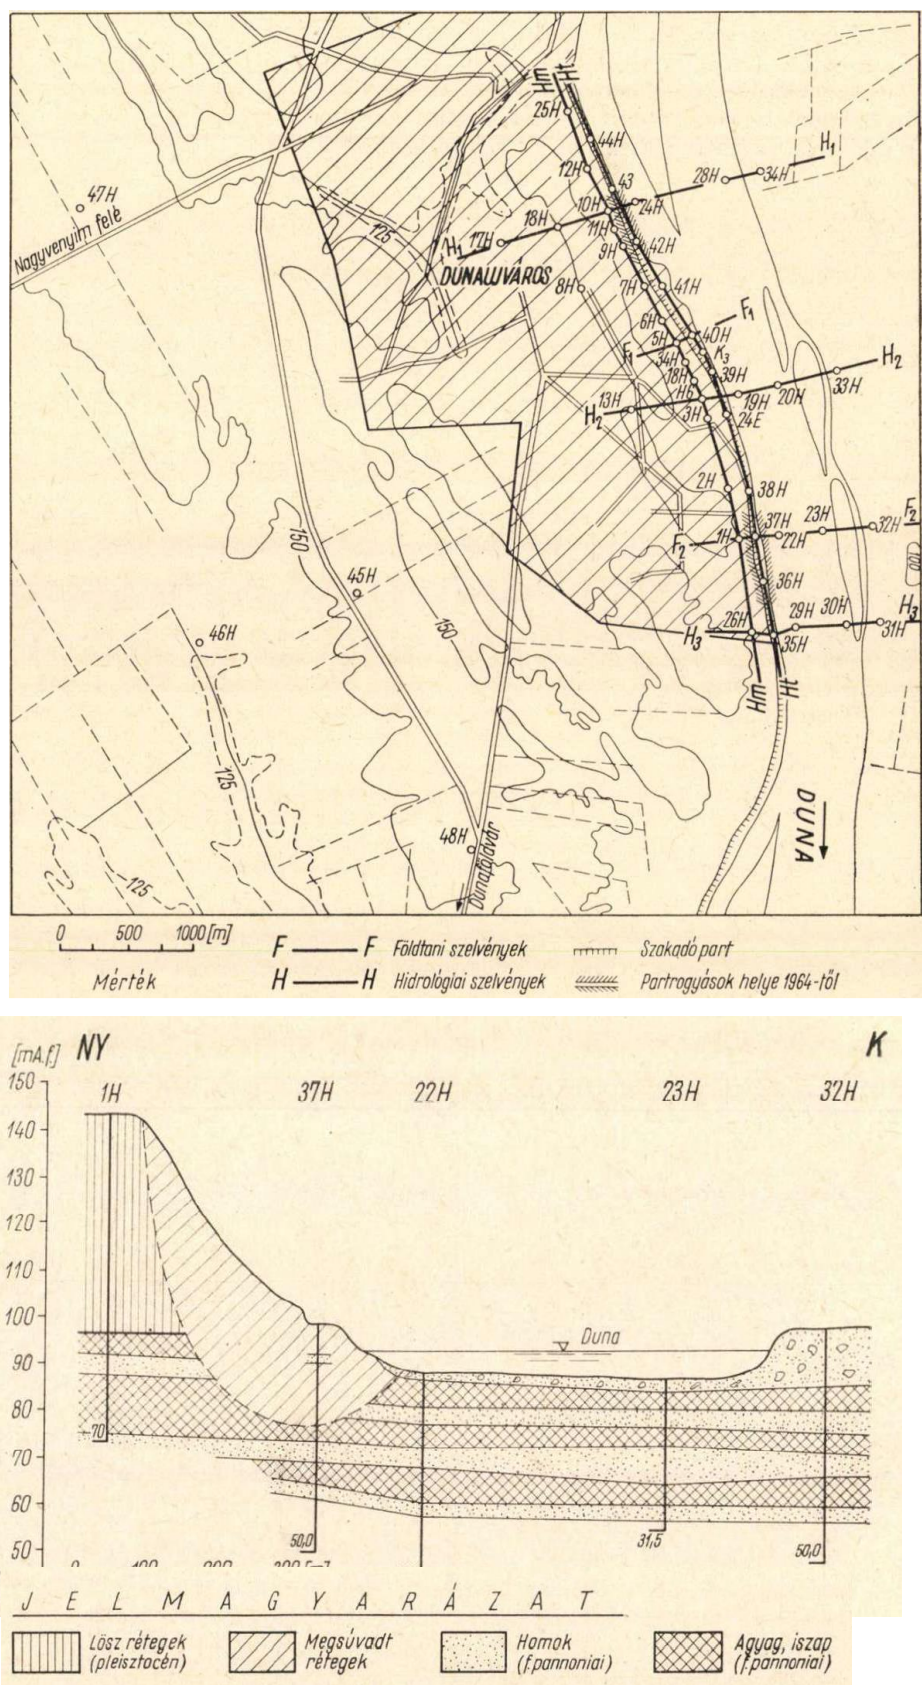 25H
44H
12H
43
10H
24H
28H
34H
H₁
47H
Nagyvenyim felé
125
18H
17H
H₁
11H
9H
42H
DUNAÚJVÁROS
8H
7H
41H
6H
F₁
5H
40H
F₁
34H
K₃
18H
39H
H₂
33H
13H
H6
19H
20H
H₂
3H
24E
2H
38H
150
37H
23H
32H
F₂
1H
22H
F₂
100
45H
36H
150
46H
26H
29H
30H
H₃
H₃
31H
35H
Hm
Ht
125
DUNA
48H
Dunaföldvár
125
0 500 1000 [m]
Mérték
F F Földtani szelvények
H H Hidrológiai szelvények
Szakadó part
Partrogyások helye 1964-től
[mA.f.] NY K
150
1H 37H 22H 23H 32H
140
130
120
110
100
Duna
90
80
70
70
60
50,0
31,5
50,0
50
JELMAGYARÁZAT
Lösz rétegek
(pleisztocén)
Megsúvadt
rétegek
Homok
(f.pannoniai)
Agyag, iszap
(f.pannoniai)